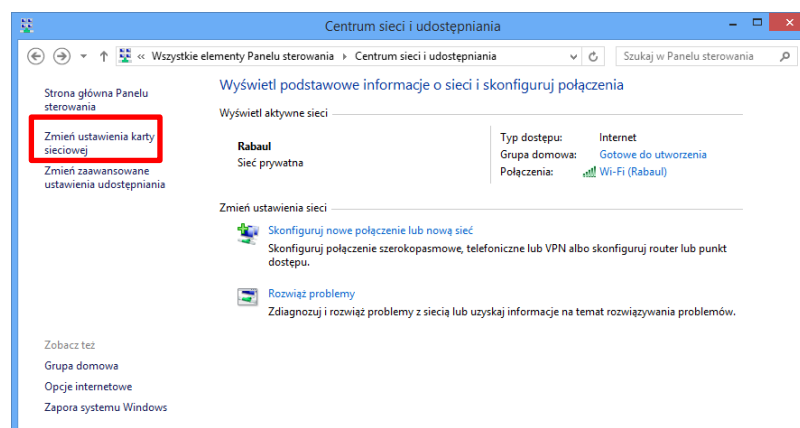 Centrum sieci i udostępniania
« Wszystkie elementy Panelu sterowania ▸ Centrum sieci i udostępniania
Szukaj w Panelu sterowania
Strona główna Panelu
sterowania
Zmień ustawienia karty
sieciowej
Zmień zaawansowane
ustawienia udostępniania
Wyświetl podstawowe informacje o sieci i skonfiguruj połączenia
Wyświetl aktywne sieci
Rabaul
Sieć prywatna
Typ dostępu: Internet
Grupa domowa: Gotowe do utworzenia
Połączenia: Wi-Fi (Rabaul)
Zmień ustawienia sieci
Skonfiguruj nowe połączenie lub nową sieć
Skonfiguruj połączenie szerokopasmowe, telefoniczne lub VPN albo skonfiguruj router lub punkt
dostępu.
Rozwiąż problemy
Zdiagnozuj i rozwiąż problemy z siecią lub uzyskaj informacje na temat rozwiązywania problemów.
Zobacz też
Grupa domowa
Opcje internetowe
Zapora systemu Windows